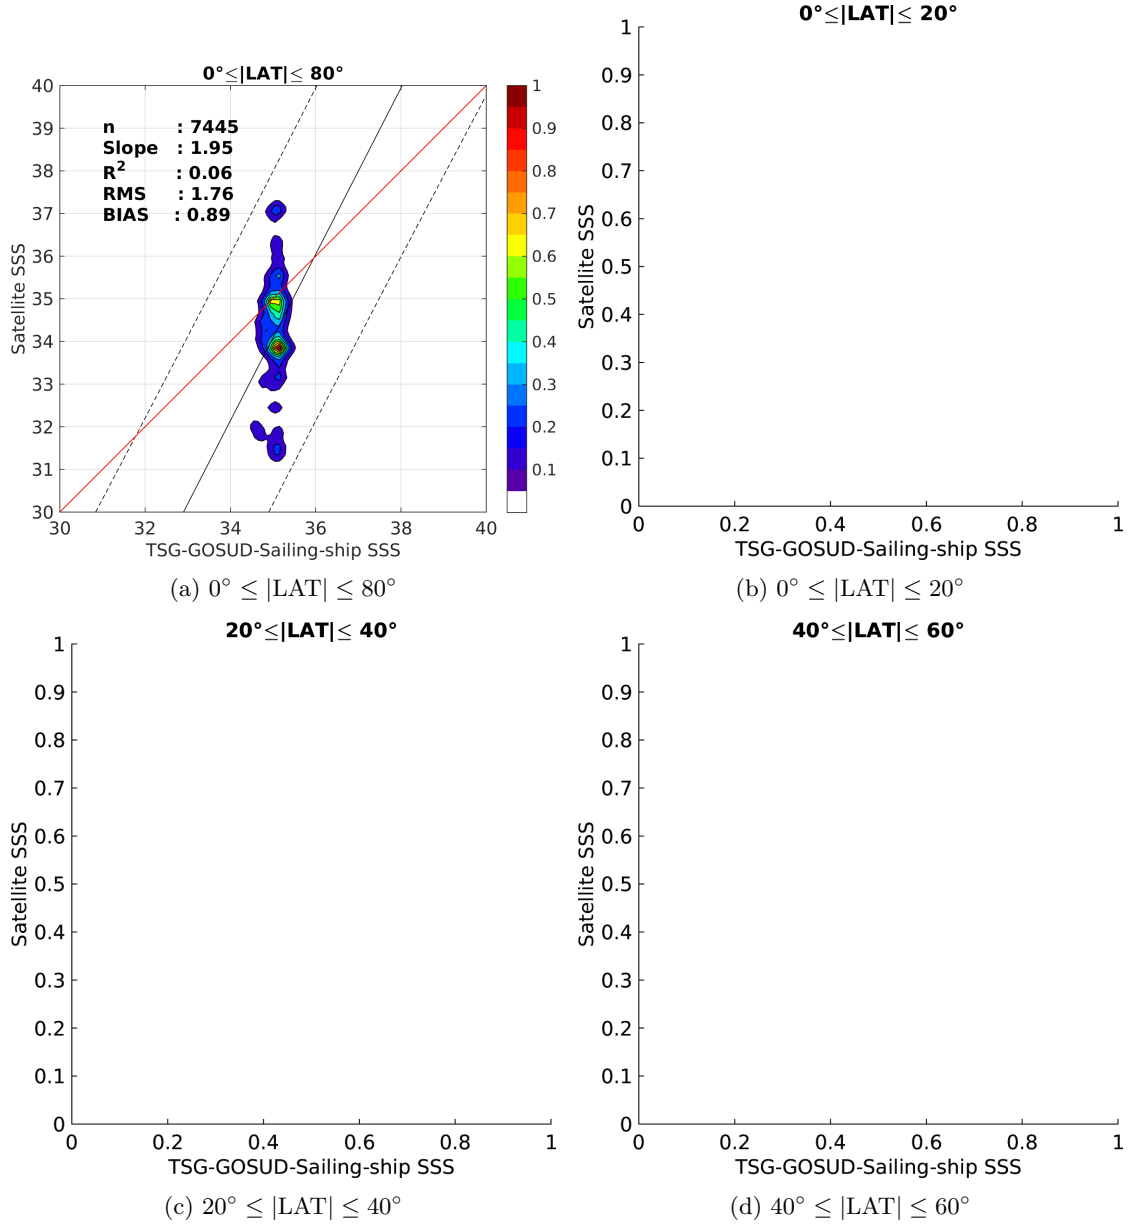 0°≤|LAT|≤ 80°
n : 7445
Slope : 1.95
R² : 0.06
RMS : 1.76
BIAS : 0.89
40
39
38
37
36
35
34
33
32
31
30
30 32 34 36 38 40
Satellite SSS
TSG-GOSUD-Sailing-ship SSS
1
0.9
0.8
0.7
0.6
0.5
0.4
0.3
0.2
0.1
(a) 0° ≤ |LAT| ≤ 80°
0°≤|LAT|≤ 20°
1
0.9
0.8
0.7
0.6
0.5
0.4
0.3
0.2
0.1
0
0 0.2 0.4 0.6 0.8 1
Satellite SSS
TSG-GOSUD-Sailing-ship SSS
(b) 0° ≤ |LAT| ≤ 20°
20°≤|LAT|≤ 40°
1
0.9
0.8
0.7
0.6
0.5
0.4
0.3
0.2
0.1
0
0 0.2 0.4 0.6 0.8 1
Satellite SSS
TSG-GOSUD-Sailing-ship SSS
(c) 20° ≤ |LAT| ≤ 40°
40°≤|LAT|≤ 60°
1
0.9
0.8
0.7
0.6
0.5
0.4
0.3
0.2
0.1
0
0 0.2 0.4 0.6 0.8 1
Satellite SSS
TSG-GOSUD-Sailing-ship SSS
(d) 40° ≤ |LAT| ≤ 60°